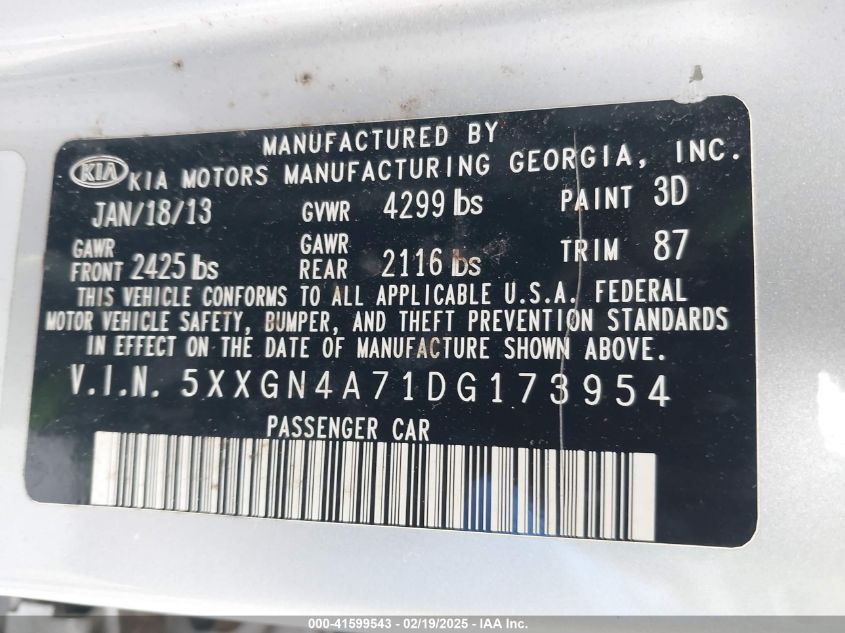 MANUFACTURED BY
KIA KIA MOTORS MANUFACTURING GEORGIA, INC.
JAN/18/13 GVWR 4299 lbs PAINT 3D
GAWR FRONT 2425 lbs GAWR REAR 2116 lbs TRIM 87
THIS VEHICLE CONFORMS TO ALL APPLICABLE U.S.A. FEDERAL
MOTOR VEHICLE SAFETY, BUMPER, AND THEFT PREVENTION STANDARDS
IN EFFECT ON THE DATE OF MANUFACTURE SHOWN ABOVE.
V.I.N. 5XXGN4A71DG173954
PASSENGER CAR
000-41599543 - 02/19/2025 - IAA Inc.